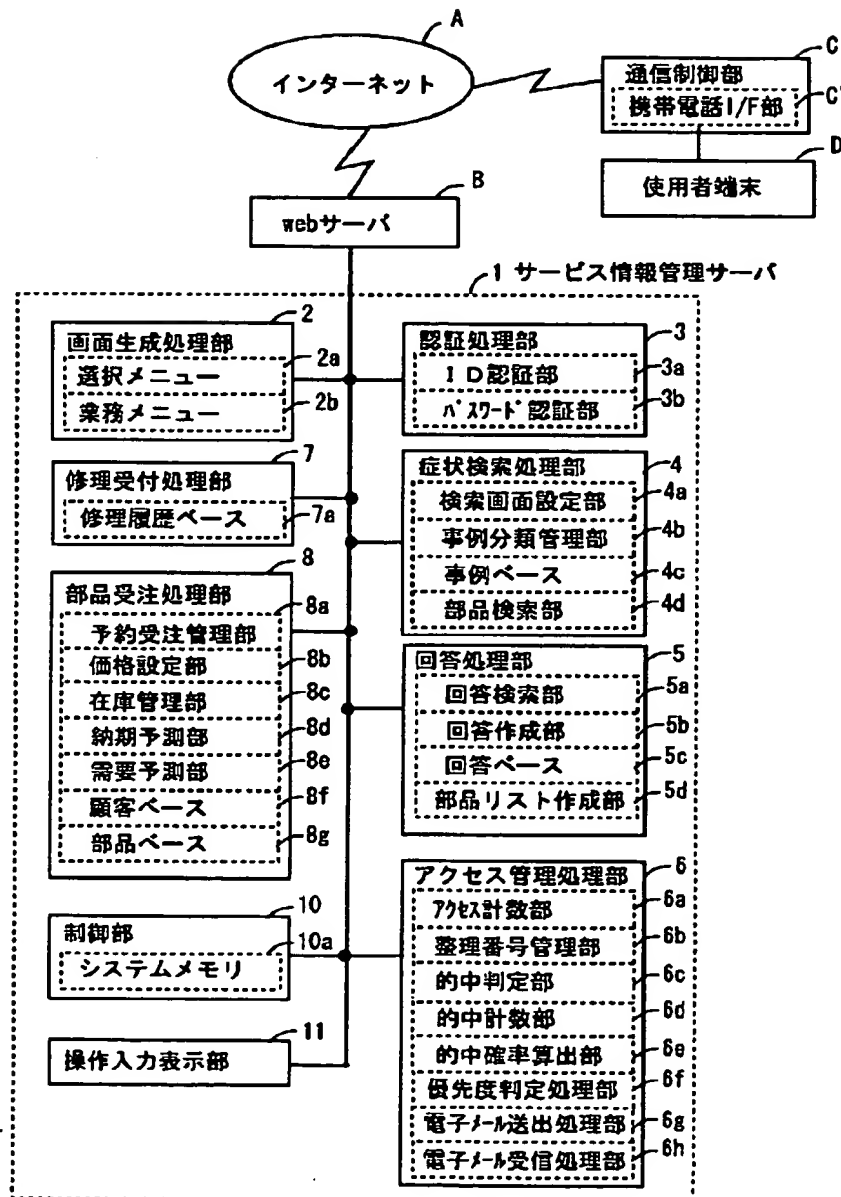 A
インターネット
C
通信制御部
C'
携帯電話I/F部
D
使用者端末
B
webサーバ
1 サービス情報管理サーバ
2
画面生成処理部
2a
選択メニュー
2b
業務メニュー
3
認証処理部
3a
ID認証部
3b
パスワード認証部
7
修理受付処理部
7a
修理履歴ベース
4
症状検索処理部
4a
検索画面設定部
4b
事例分類管理部
4c
事例ベース
4d
部品検索部
8
部品受注処理部
8a
予約受注管理部
8b
価格設定部
8c
在庫管理部
8d
納期予測部
8e
需要予測部
8f
顧客ベース
8g
部品ベース
5
回答処理部
5a
回答検索部
5b
回答作成部
5c
回答ベース
5d
部品リスト作成部
6
アクセス管理処理部
6a
アクセス計数部
6b
整理番号管理部
6c
的中判定部
6d
的中計数部
6e
的中確率算出部
6f
優先度判定処理部
6g
電子メール送出処理部
6h
電子メール受信処理部
10
制御部
10a
システムメモリ
11
操作入力表示部